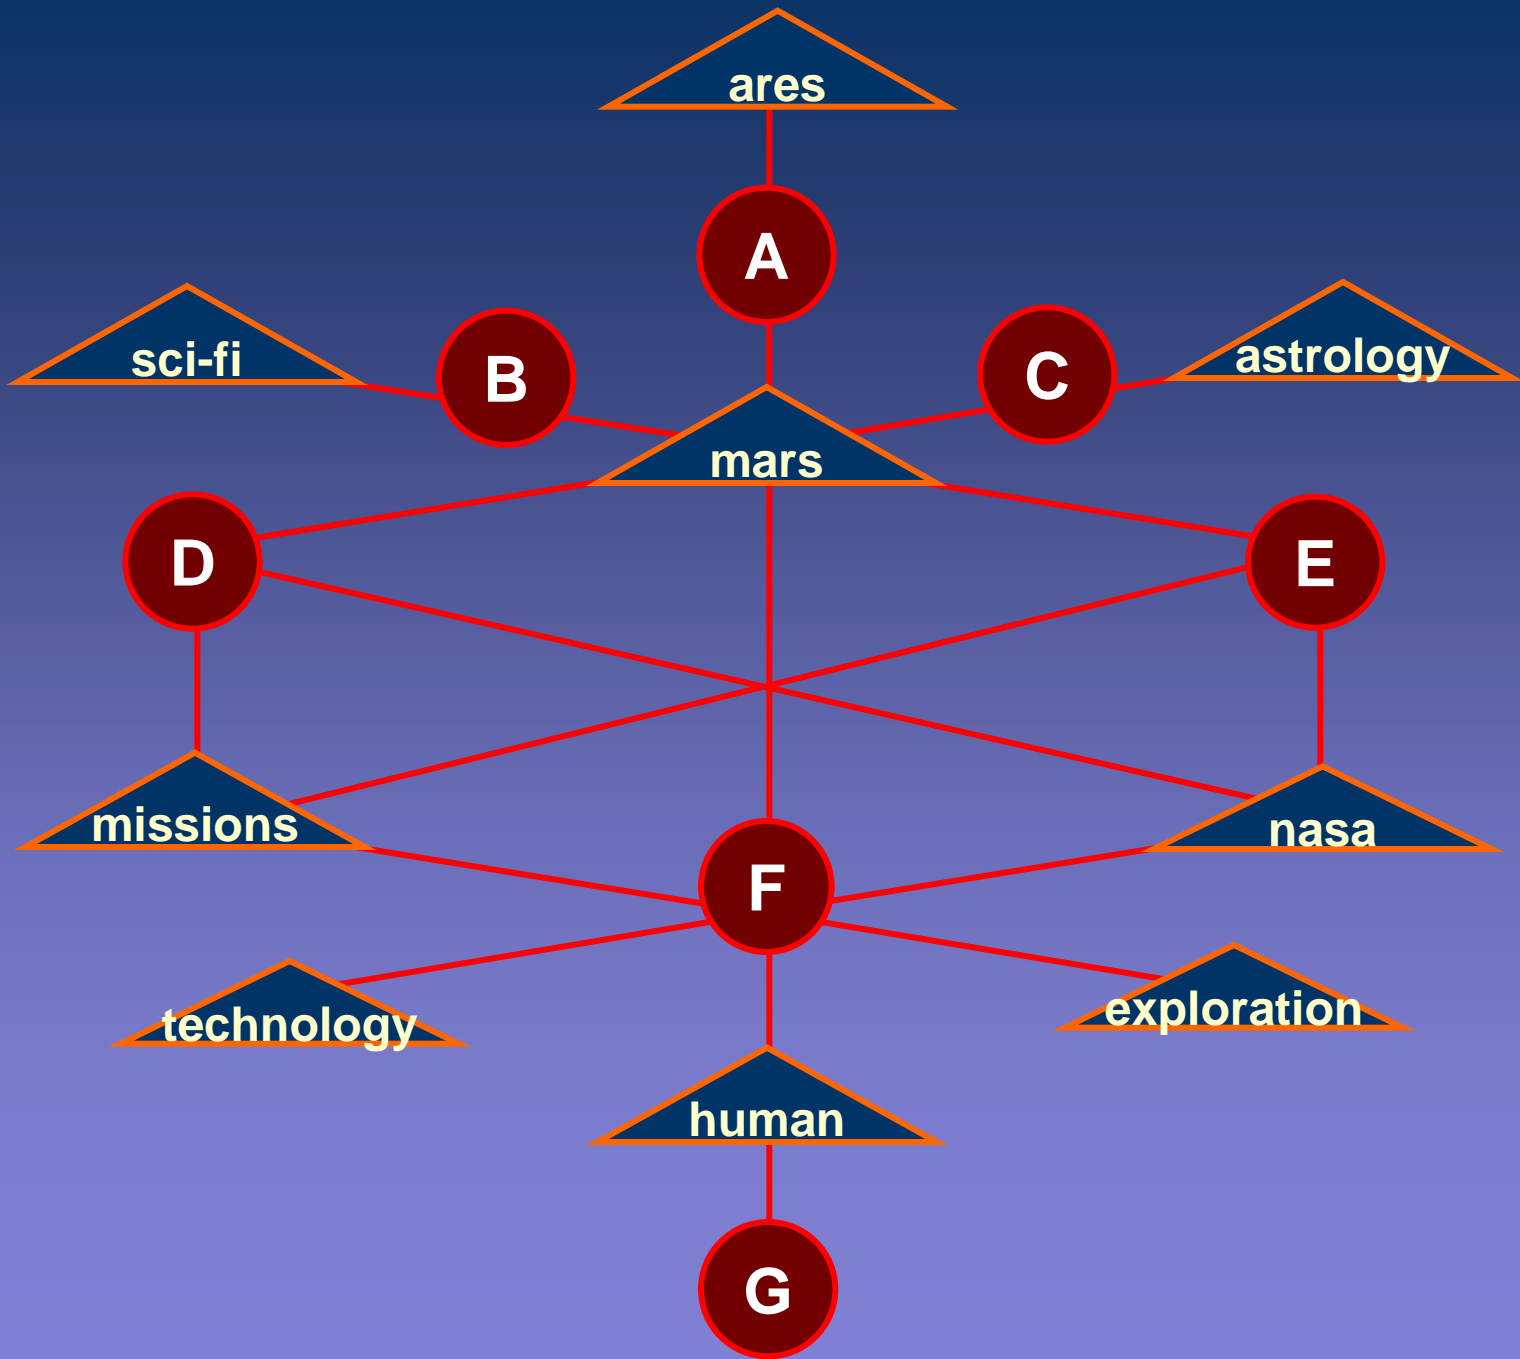 ares
A
sci-fi
B
C
astrology
mars
D
E
missions
nasa
F
technology
exploration
human
G